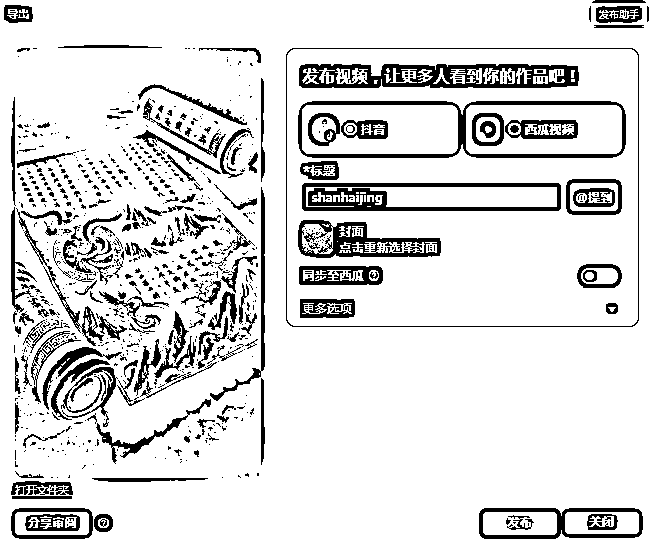 导出
发布助手
发布视频，让更多人看到你的作品吧！
抖音
西瓜视频
*标题
shanhaijing
@提到
封面
点击重新选择封面
同步至西瓜
更多选项
打开文件夹
分享审阅
发布
关闭